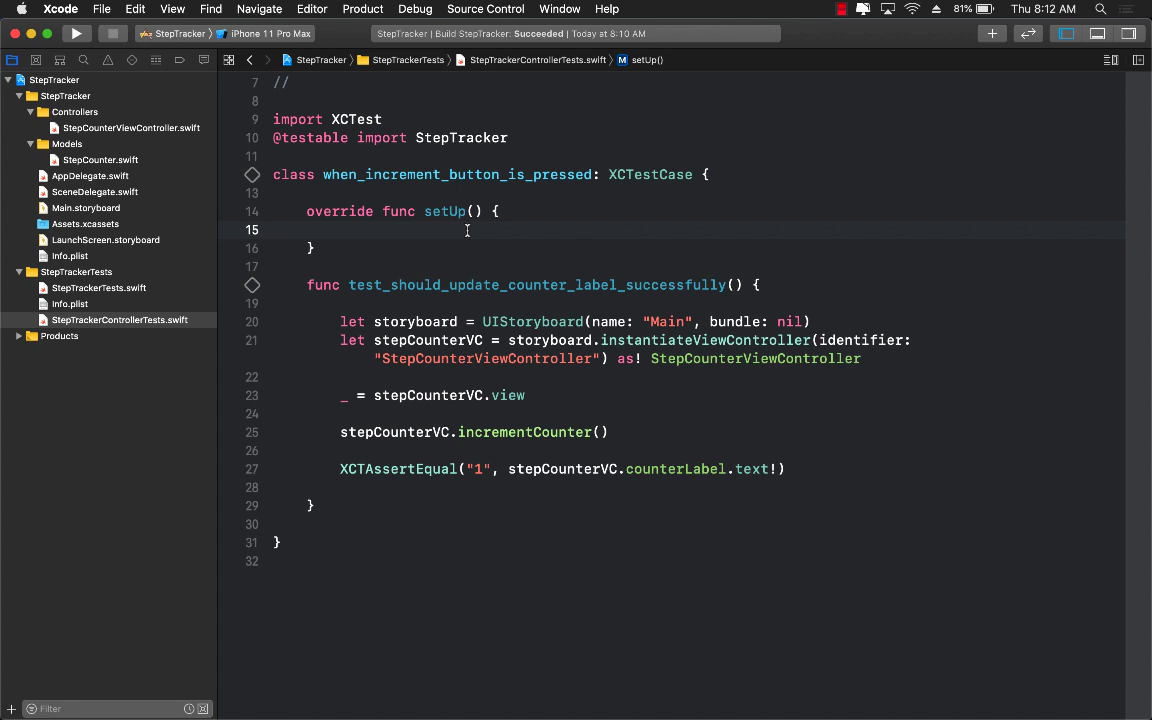 Xcode File Edit View Find Navigate Editor Product Debug Source Control Window Help 81% Thu 8:12 AM
StepTracker iPhone 11 Pro Max StepTracker | Build StepTracker: Succeeded | Today at 8:10 AM
StepTracker StepTrackerTests StepTrackerControllerTests.swift M setUp()
StepTracker
StepTracker
Controllers
StepCounterViewController.swift
Models
StepCounter.swift
AppDelegate.swift
SceneDelegate.swift
Main.storyboard
Assets.xcassets
LaunchScreen.storyboard
Info.plist
StepTrackerTests
StepTrackerTests.swift
Info.plist
StepTrackerControllerTests.swift
Products
Filter
7 //
8
9 import XCTest
10 @testable import StepTracker
11
class when_increment_button_is_pressed: XCTestCase {
13
14 override func setUp() {
15
16 }
17
func test_should_update_counter_label_successfully() {
19
20 let storyboard = UIStoryboard(name: "Main", bundle: nil)
21 let stepCounterVC = storyboard.instantiateViewController(identifier:
"StepCounterViewController") as! StepCounterViewController
22
23 _ = stepCounterVC.view
24
25 stepCounterVC.incrementCounter()
26
27 XCTAssertEqual("1", stepCounterVC.counterLabel.text!)
28
29 }
30
31 }
32